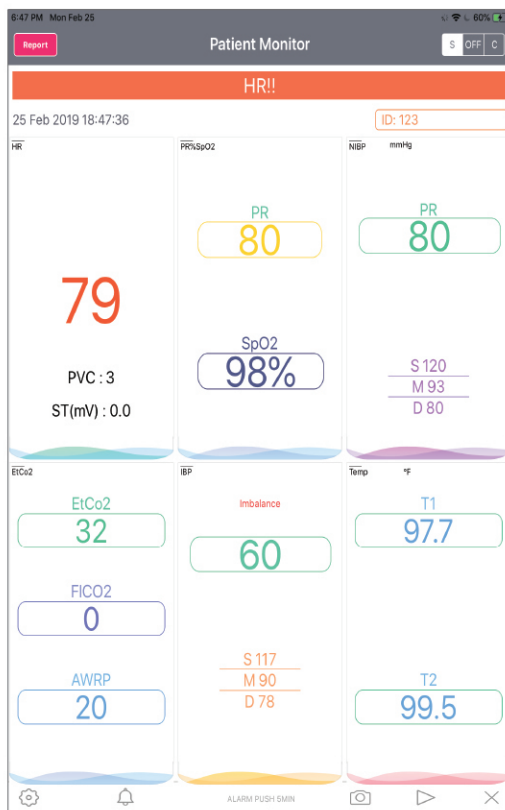 6:47 PM Mon Feb 25 60%
Report Patient Monitor S OFF C
HR!!
25 Feb 2019 18:47:36 ID: 123
HR
79
PVC : 3
ST(mV) : 0.0
PR%SpO2
PR
80
SpO2
98%
NIBP mmHg
PR
80
S 120
M 93
D 80
EtCo2
EtCo2
32
FICO2
0
AWRP
20
IBP
Imbalance
60
S 117
M 90
D 78
Temp °F
T1
97.7
T2
99.5
ALARM PUSH 5MIN